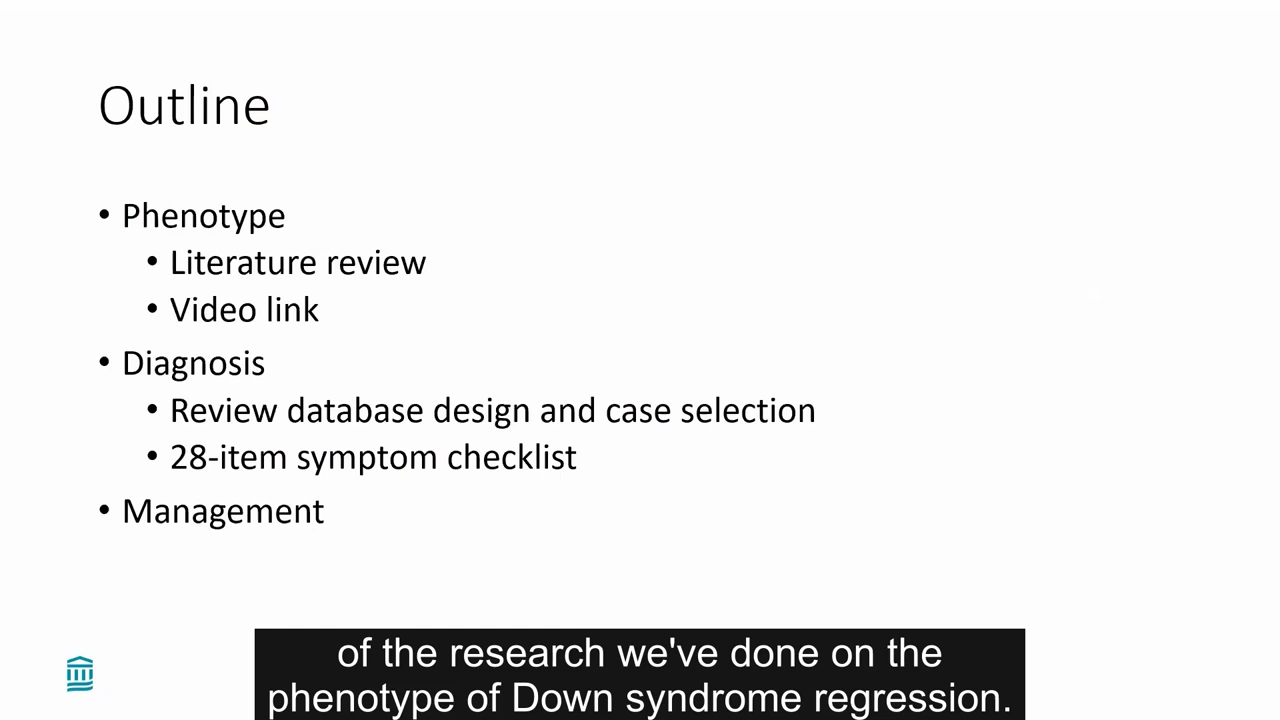 Outline
• Phenotype
• Literature review
• Video link
• Diagnosis
• Review database design and case selection
• 28-item symptom checklist
• Management
of the research we've done on the
phenotype of Down syndrome regression.